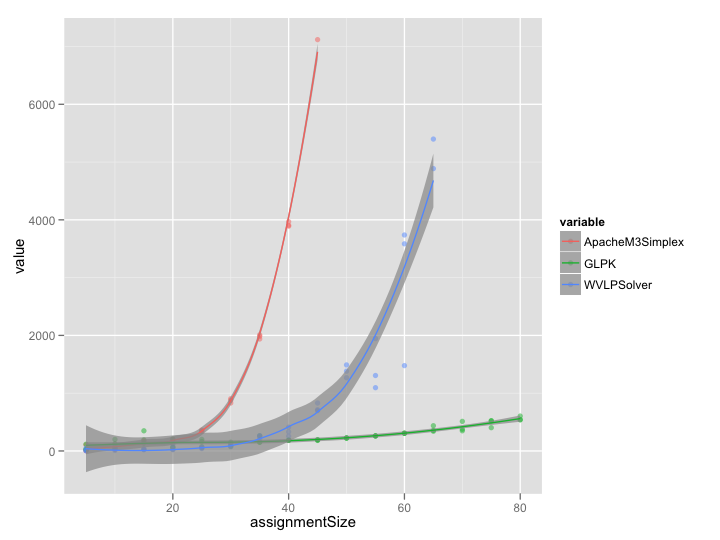 6000
4000
2000
0
value
20
40
60
80
assignmentSize
variable
ApacheM3Simplex
GLPK
WVLPSolver